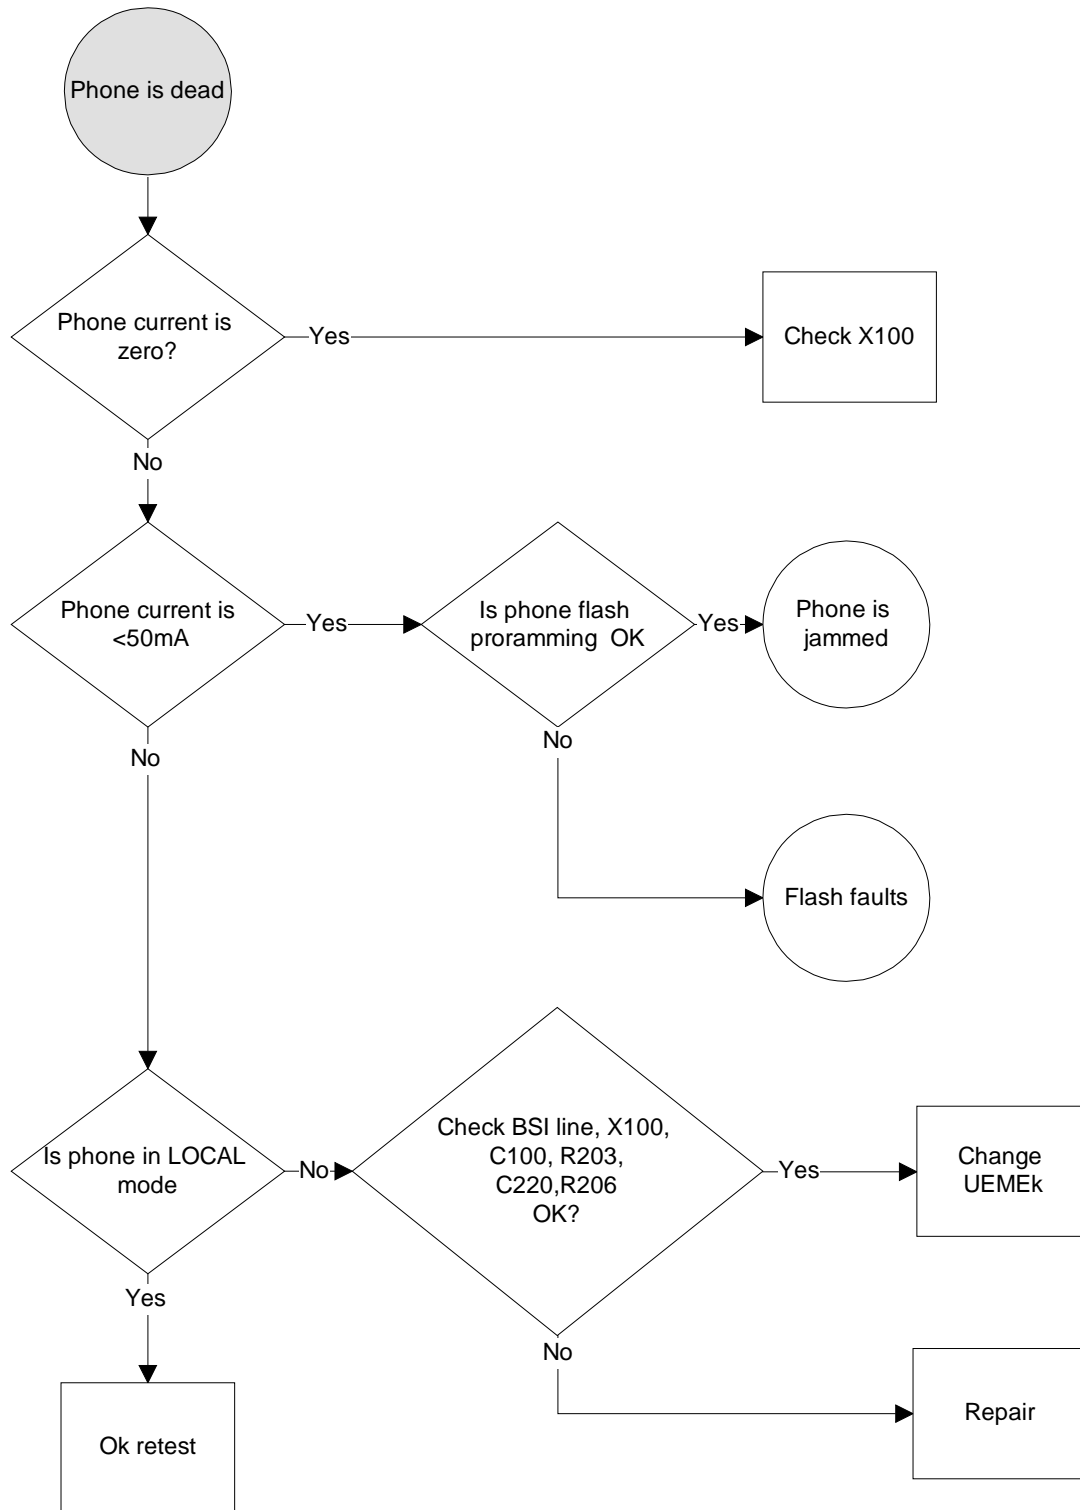 Phone is dead
Phone current is
zero?
Yes
Check X100
No
Phone current is
<50mA
Yes
Is phone flash
proramming  OK
Yes
Phone is
jammed
No
No
Flash faults
Is phone in LOCAL
mode
No
Check BSI line, X100,
C100, R203,
C220,R206
OK?
Yes
Change
UEMEk
Yes
No
Ok retest
Repair